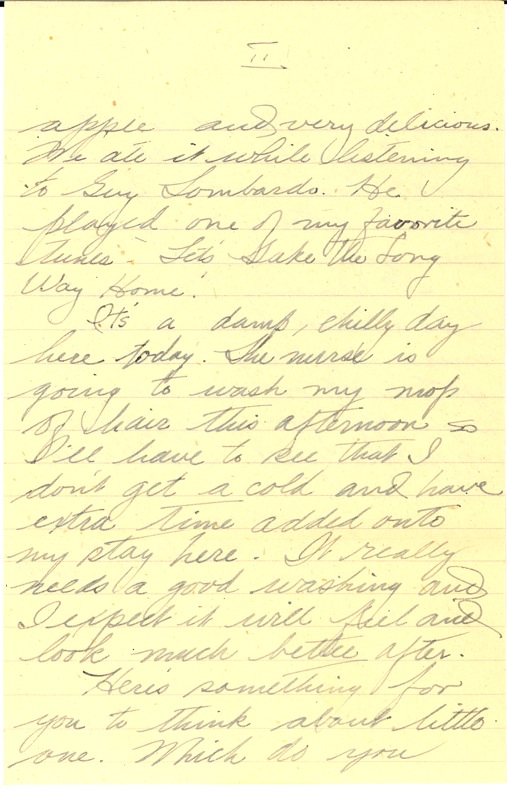 II
apple and very delicious.
We ate it while listening
to Guy Lombardo. He
played one of my favorite
tunes - Let's Take the Long
Way Home.
It's a damp, chilly day
here today. The nurse is
going to wash my mop
of hair this afternoon so
I'll have to see that I
don't get a cold and have
extra time added onto
my stay here. It really
needs a good washing and
I expect it will feel and
look much better after.
Here's something for
you to think about little
one. Which do you